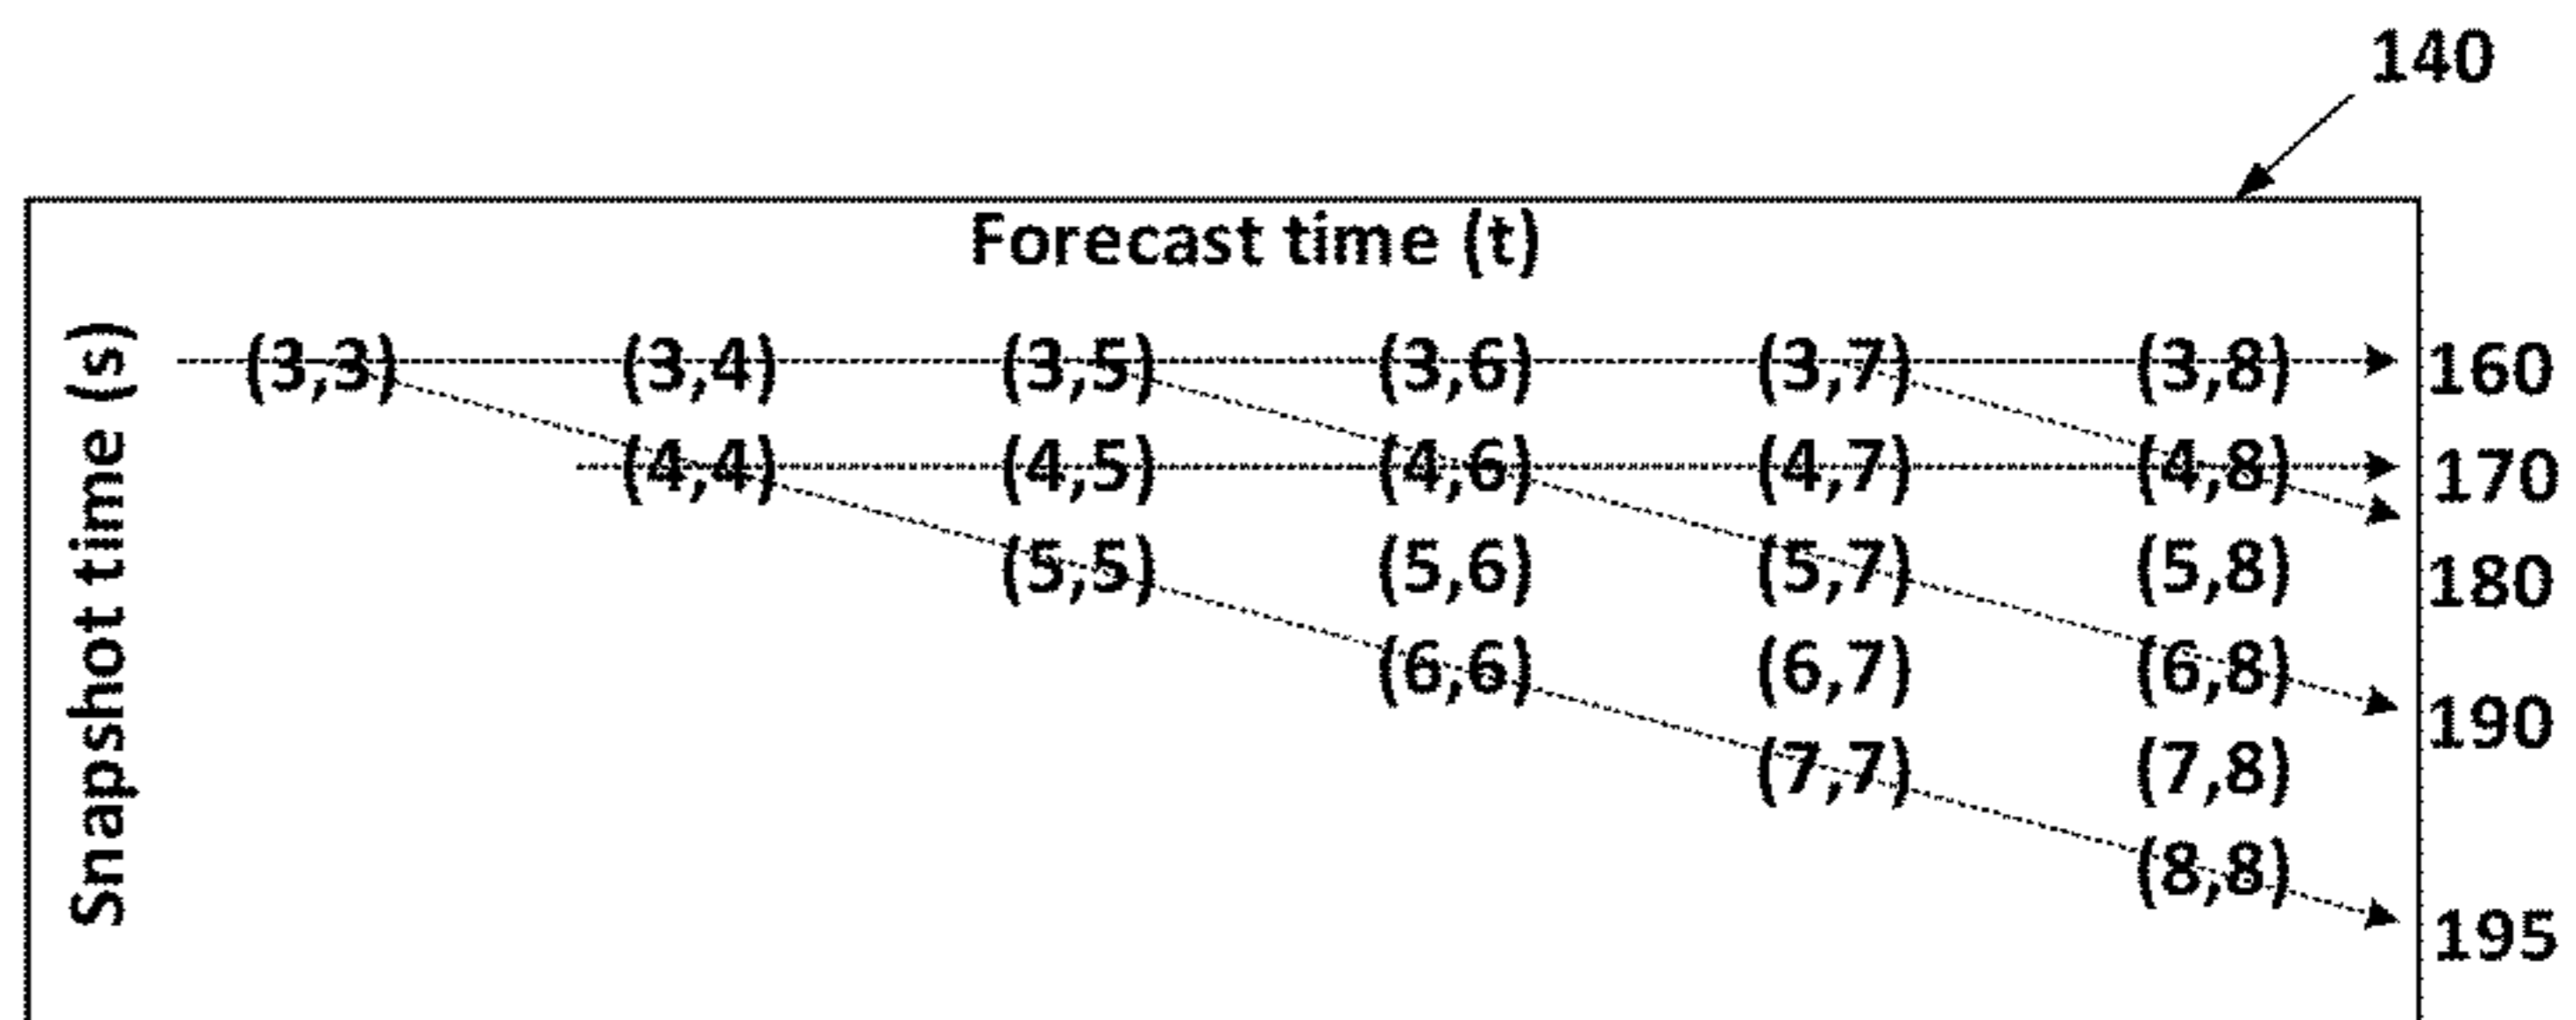 140
Forecast time (t)
Snapshot time (s)
(3,3) (3,4) (3,5) (3,6) (3,7) (3,8) 160
(4,4) (4,5) (4,6) (4,7) (4,8) 170
(5,5) (5,6) (5,7) (5,8) 180
(6,6) (6,7) (6,8) 190
(7,7) (7,8)
(8,8) 195